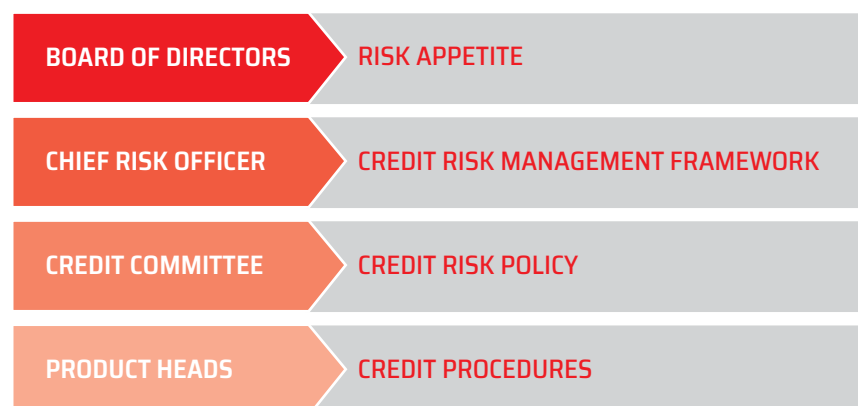 BOARD OF DIRECTORS RISK APPETITE
CHIEF RISK OFFICER CREDIT RISK MANAGEMENT FRAMEWORK
CREDIT COMMITTEE CREDIT RISK POLICY
PRODUCT HEADS CREDIT PROCEDURES